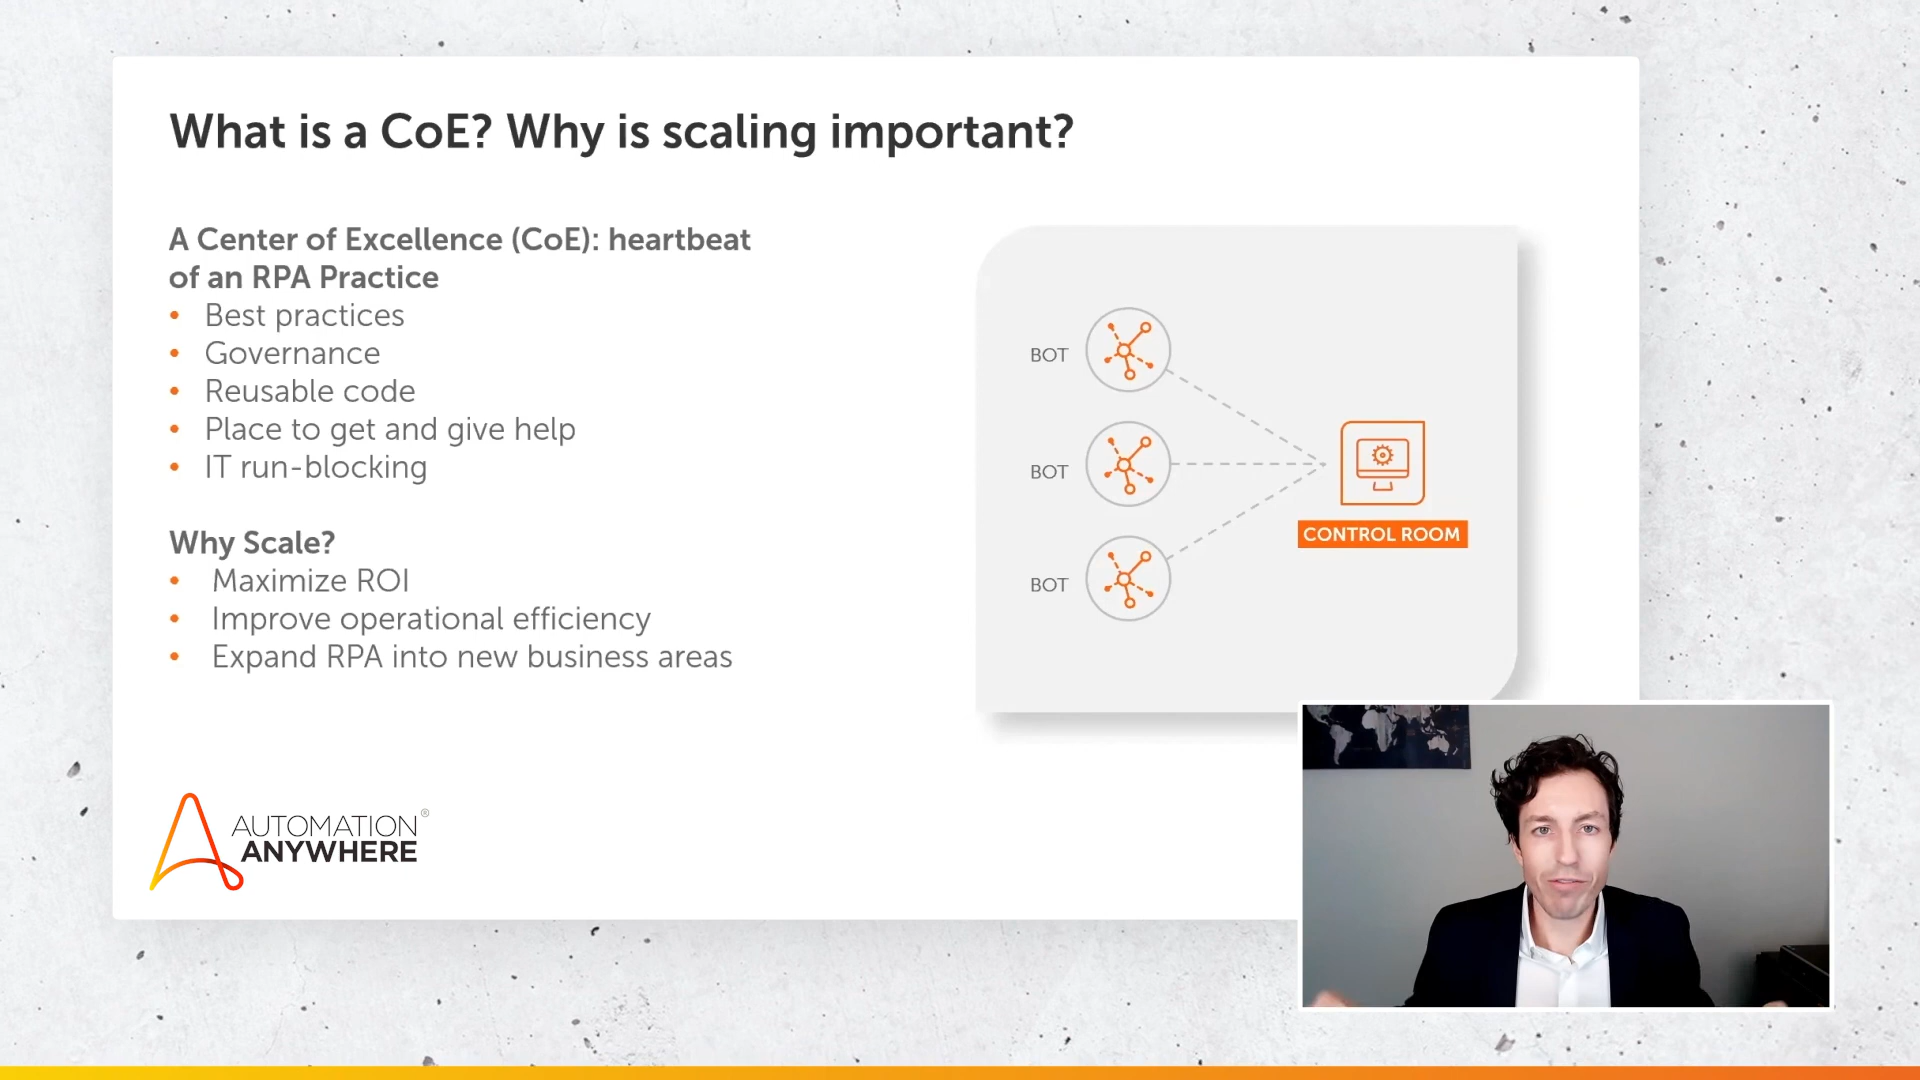 What is a CoE? Why is scaling important?
A Center of Excellence (CoE): heartbeat
of an RPA Practice
• Best practices
• Governance
• Reusable code
• Place to get and give help
• IT run-blocking
Why Scale?
• Maximize ROI
• Improve operational efficiency
• Expand RPA into new business areas
BOT
BOT
BOT
CONTROL ROOM
AUTOMATION®
ANYWHERE